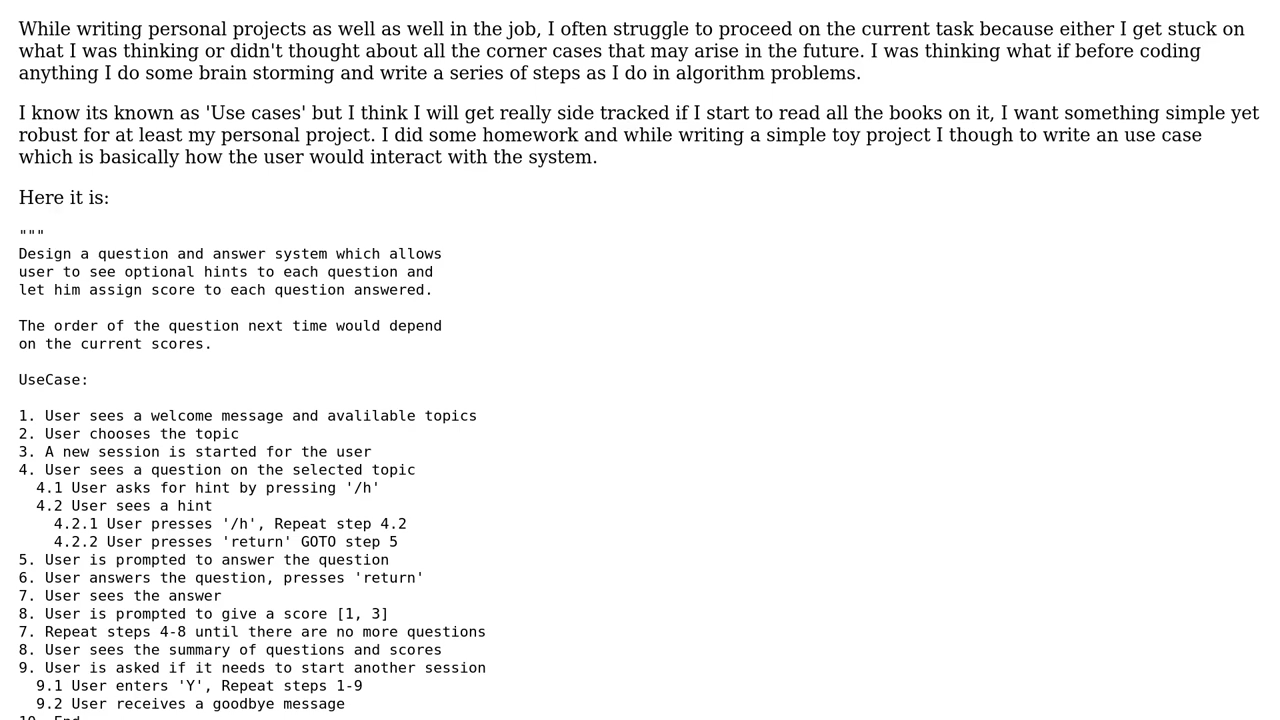 While writing personal projects as well as well in the job, I often struggle to proceed on the current task because either I get stuck on
what I was thinking or didn't thought about all the corner cases that may arise in the future. I was thinking what if before coding
anything I do some brain storming and write a series of steps as I do in algorithm problems.
I know its known as 'Use cases' but I think I will get really side tracked if I start to read all the books on it, I want something simple yet
robust for at least my personal project. I did some homework and while writing a simple toy project I though to write an use case
which is basically how the user would interact with the system.
Here it is:
"""
Design a question and answer system which allows
user to see optional hints to each question and
let him assign score to each question answered.
The order of the question next time would depend
on the current scores.
UseCase:
1. User sees a welcome message and avalilable topics
2. User chooses the topic
3. A new session is started for the user
4. User sees a question on the selected topic
4.1 User asks for hint by pressing '/h'
4.2 User sees a hint
4.2.1 User presses '/h', Repeat step 4.2
4.2.2 User presses 'return' GOTO step 5
5. User is prompted to answer the question
6. User answers the question, presses 'return'
7. User sees the answer
8. User is prompted to give a score [1, 3]
7. Repeat steps 4-8 until there are no more questions
8. User sees the summary of questions and scores
9. User is asked if it needs to start another session
9.1 User enters 'Y', Repeat steps 1-9
9.2 User receives a goodbye message
10. End